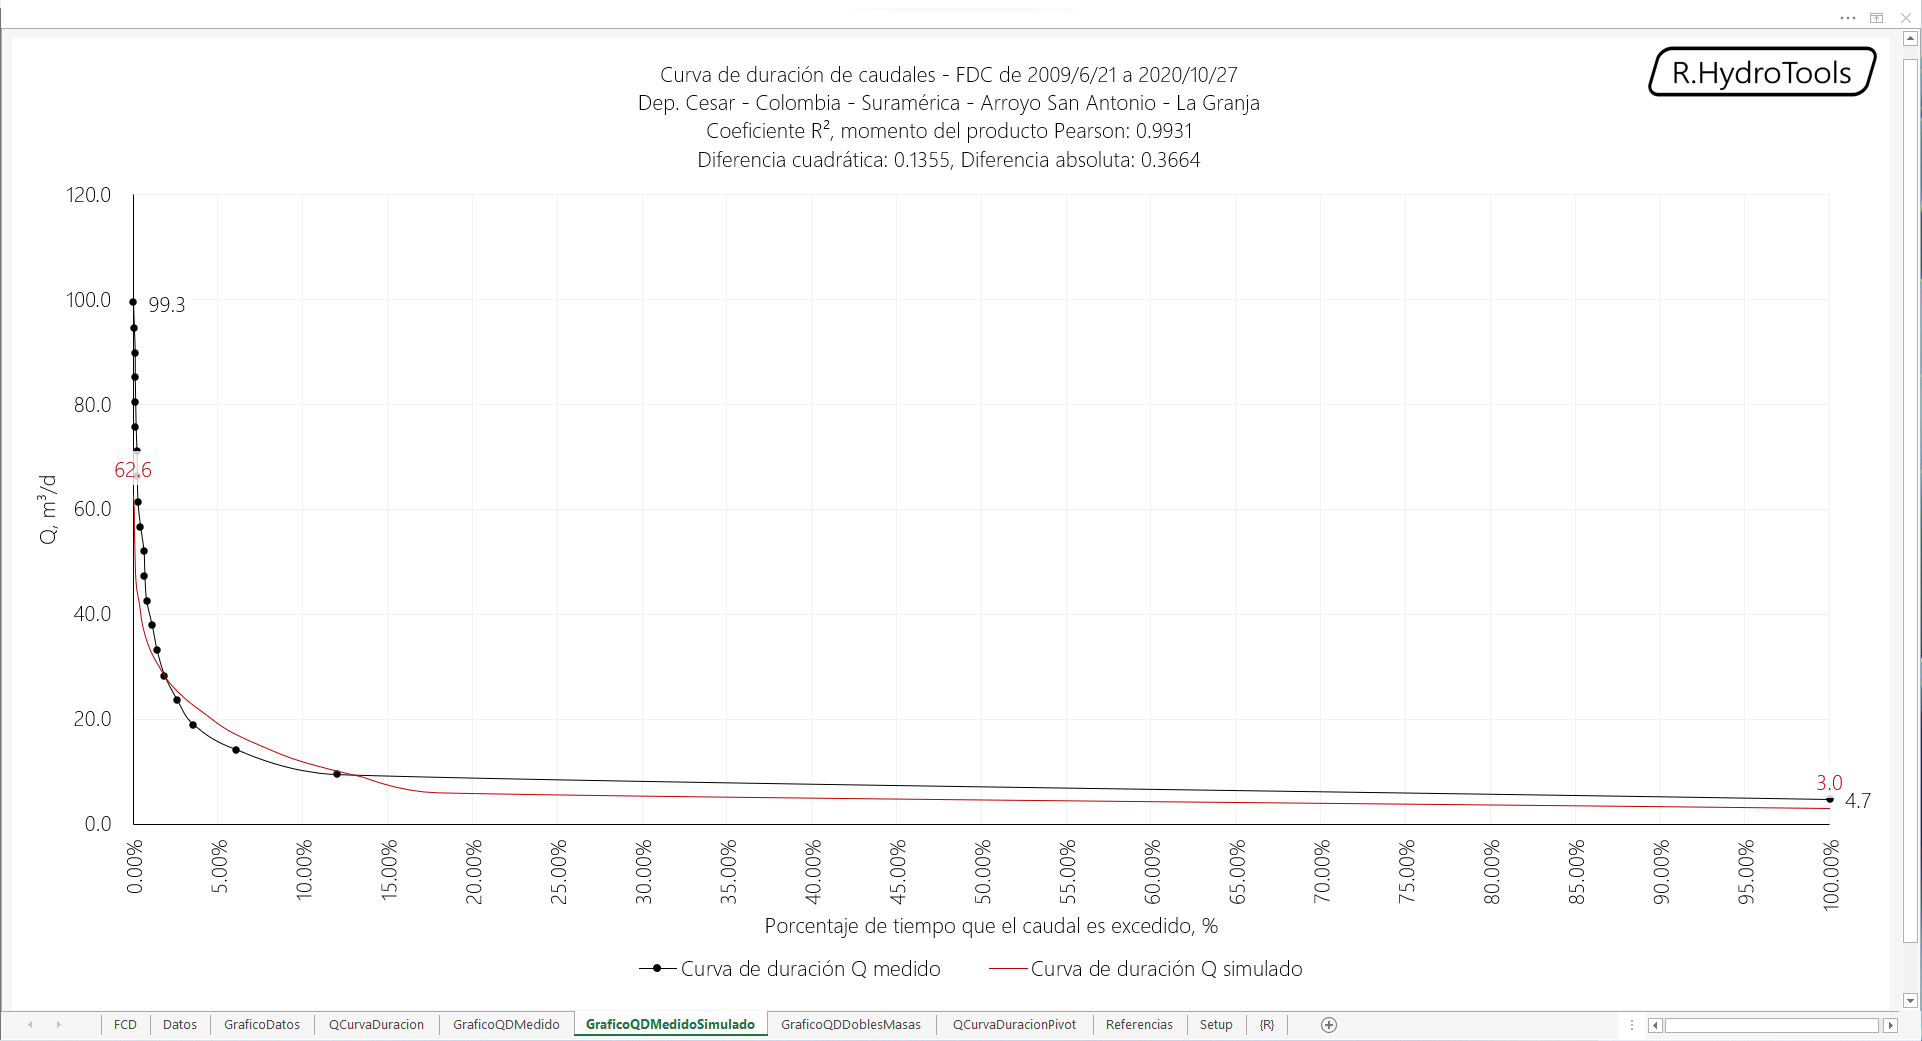 R.HydroTools
Curva de duración de caudales - FDC de 2009/6/21 a 2020/10/27
Dep. Cesar - Colombia - Suramérica - Arroyo San Antonio - La Granja
Coeficiente R², momento del producto Pearson: 0.9931
Diferencia cuadrática: 0.1355, Diferencia absoluta: 0.3664
120.0
100.0
80.0
60.0
40.0
20.0
0.0
Q, m³/d
99.3
62.6
3.0
4.7
0.00%
5.00%
10.00%
15.00%
20.00%
25.00%
30.00%
35.00%
40.00%
45.00%
50.00%
55.00%
60.00%
65.00%
70.00%
75.00%
80.00%
85.00%
90.00%
95.00%
100.00%
Porcentaje de tiempo que el caudal es excedido, %
Curva de duración Q medido
Curva de duración Q simulado
FCD
Datos
GraficoDatos
QCurvaDuracion
GraficoQDMedido
GraficoQDMedidoSimulado
GraficoQDDoblesMasas
QCurvaDuracionPivot
Referencias
Setup
{R}